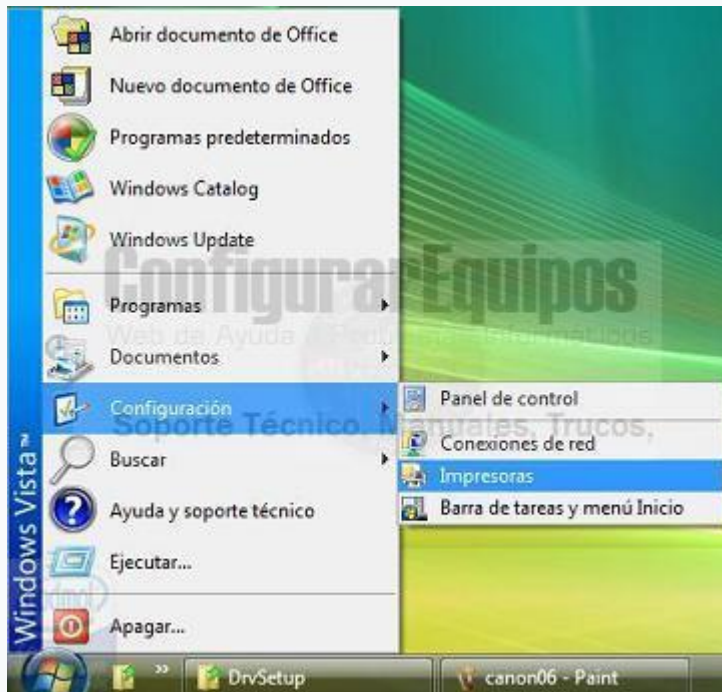 Abrir documento de Office
Nuevo documento de Office
Programas predeterminados
Windows Catalog
Windows Update
ConfigurarEquipos
Programas
Documentos
Configuración
Panel de control
Soporte Técnico, Manuales, Trucos,
Conexiones de red
Buscar
Impresoras
Ayuda y soporte técnico
Barra de tareas y menú Inicio
Ejecutar...
Apagar...
Windows Vista™
DrvSetup
canon06 - Paint